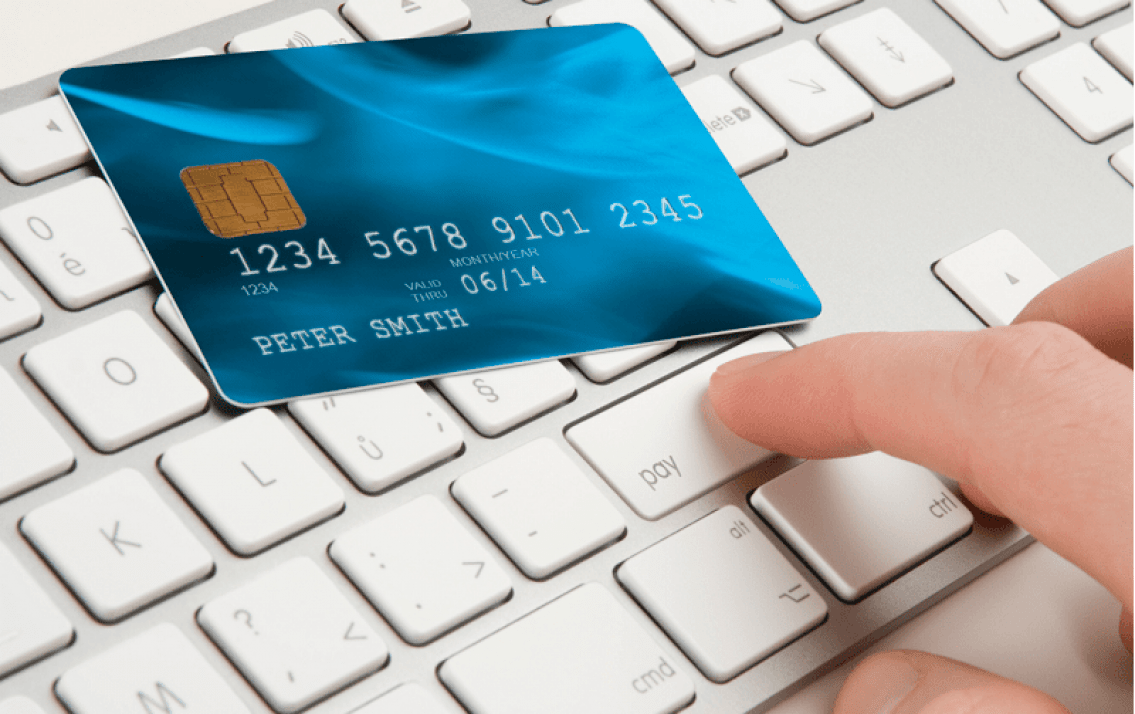 1234 5678 9101 2345
1234
MONTH/YEAR
VALID
THRU
06/14
PETER SMITH
4
0
é
O
L
ů
§
K
M
?
pay
alt
ctrl
cmd